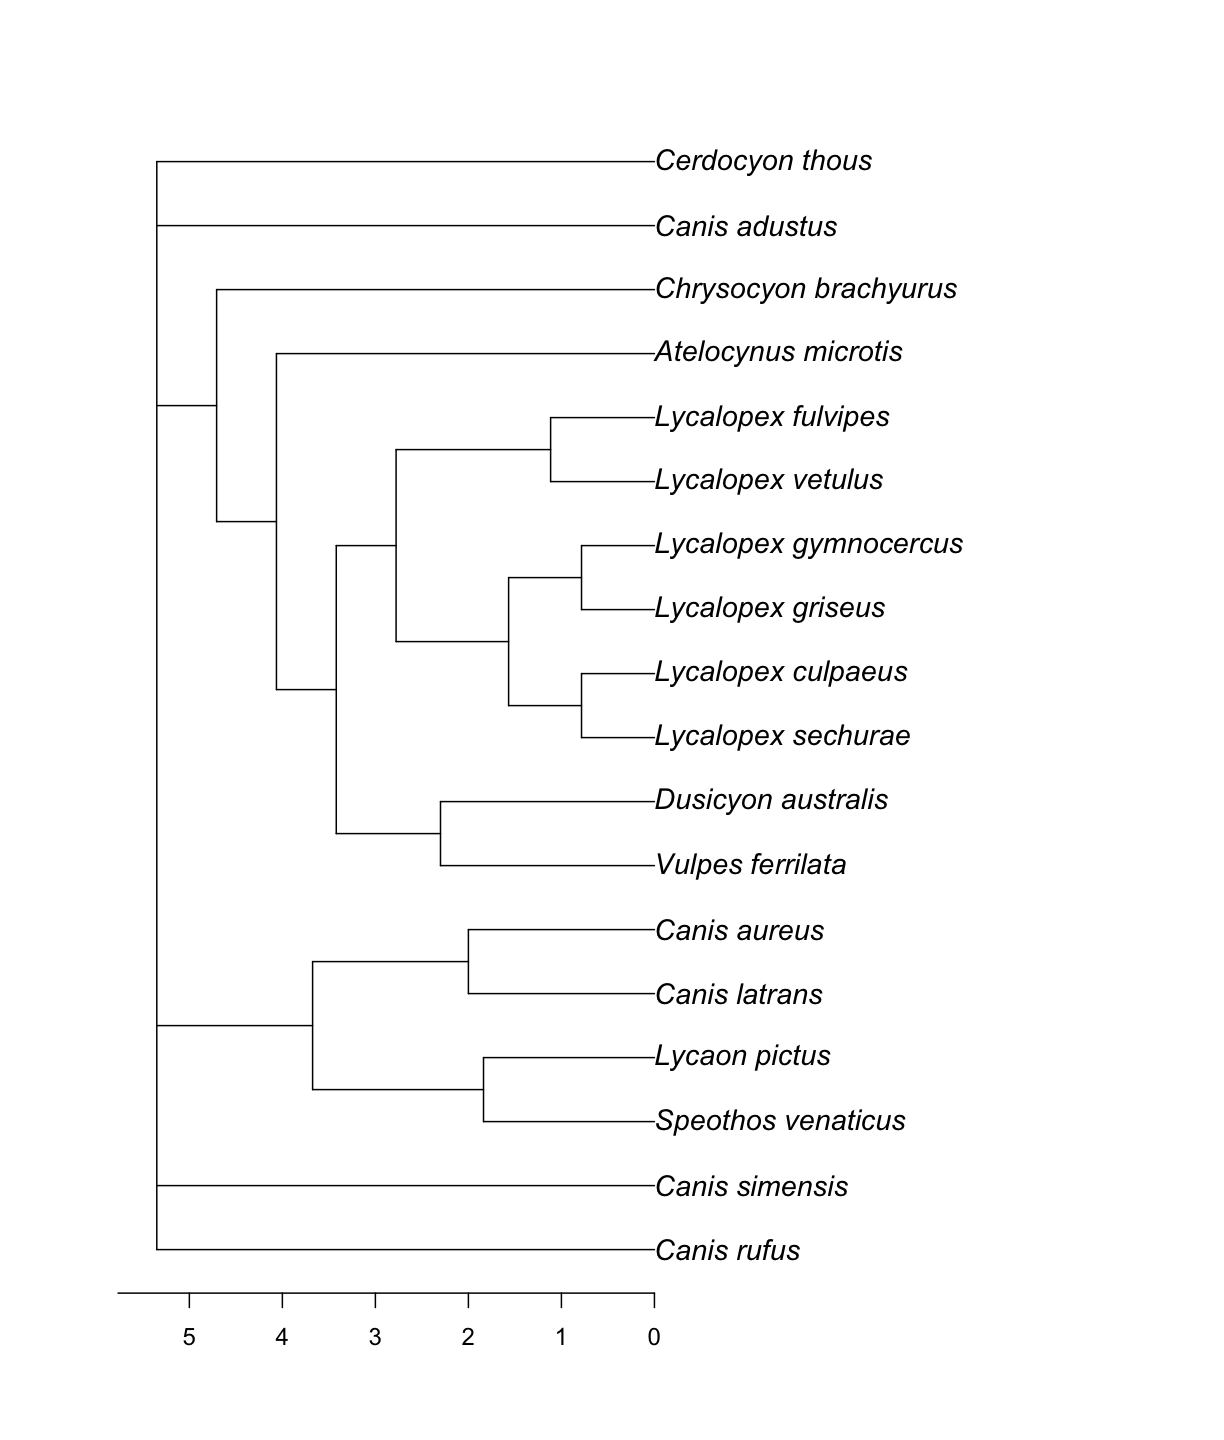 Cerdocyon thous
Canis adustus
Chrysocyon brachyurus
Atelocynus microtis
Lycalopex fulvipes
Lycalopex vetulus
Lycalopex gymnocercus
Lycalopex griseus
Lycalopex culpaeus
Lycalopex sechurae
Dusicyon australis
Vulpes ferrilata
Canis aureus
Canis latrans
Lycaon pictus
Speothos venaticus
Canis simensis
Canis rufus
5 4 3 2 1 0